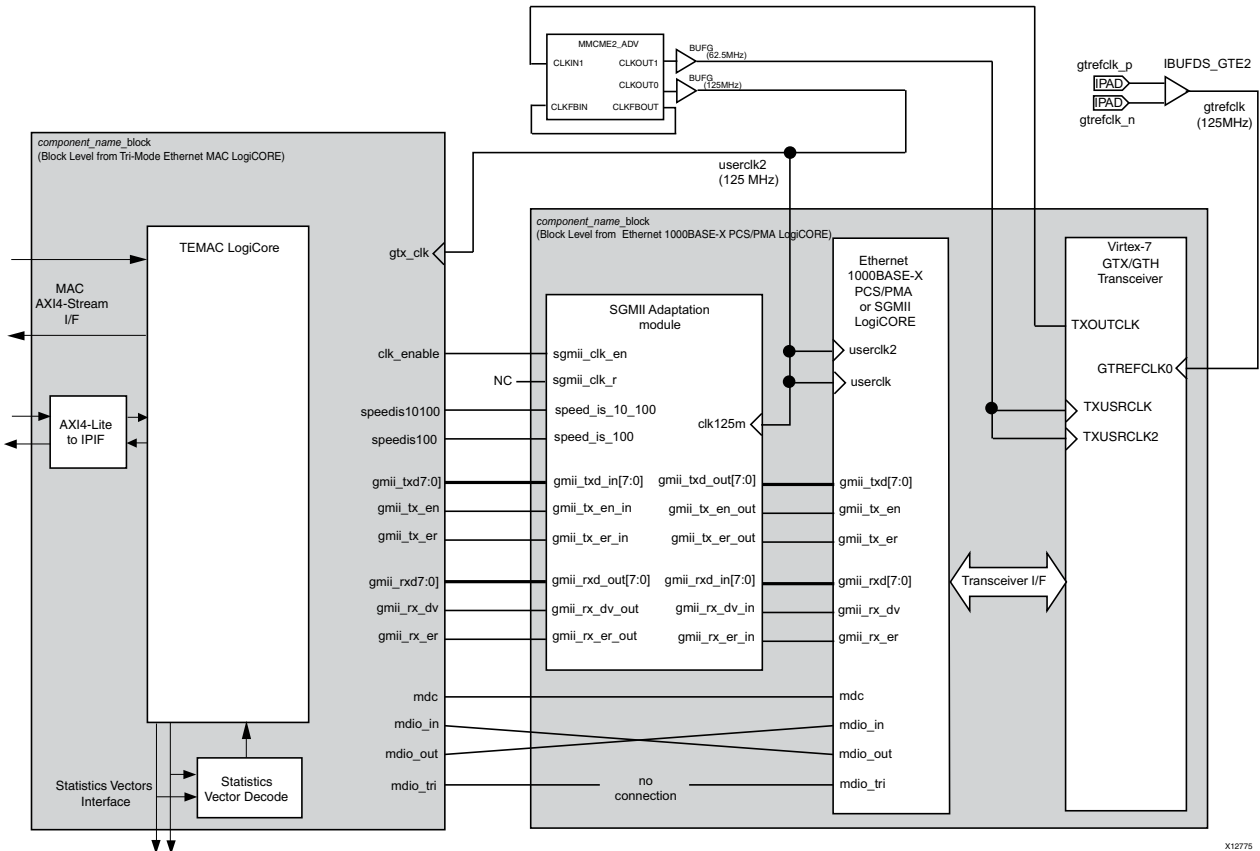 MMCME2_ADV
CLKIN1
CLKOUT1
CLKOUT0
CLKFBIN
CLKFBOUT
BUFG
(62.5MHz)
BUFG
(125MHz)
gtrefclk_p
IPAD
IPAD
gtrefclk_n
IBUFDS_GTE2
gtrefclk
(125MHz)
userclk2
(125 MHz)
component_name_block
(Block Level from Tri-Mode Ethernet MAC LogiCORE)
TEMAC LogiCore
MAC
AXI4-Stream
I/F
AXI4-Lite
to IPIF
Statistics Vectors
Interface
Statistics
Vector Decode
gtx_clk
clk_enable
NC
speedis10100
speedis100
gmii_txd7:0]
gmii_tx_en
gmii_tx_er
gmii_rxd7:0]
gmii_rx_dv
gmii_rx_er
mdc
mdio_in
mdio_out
mdio_tri
no
connection
component_name_block
(Block Level from Ethernet 1000BASE-X PCS/PMA LogiCORE)
SGMII Adaptation
module
sgmii_clk_en
sgmii_clk_r
speed_is_10_100
speed_is_100
clk125m
gmii_txd_in[7:0]
gmii_txd_out[7:0]
gmii_tx_en_in
gmii_tx_en_out
gmii_tx_er_in
gmii_tx_er_out
gmii_rxd_out[7:0]
gmii_rxd_in[7:0]
gmii_rx_dv_out
gmii_rx_dv_in
gmii_rx_er_out
gmii_rx_er_in
Ethernet
1000BASE-X
PCS/PMA
or SGMII
LogiCORE
userclk2
userclk
gmii_txd[7:0]
gmii_tx_en
gmii_tx_er
gmii_rxd[7:0]
gmii_rx_dv
gmii_rx_er
mdc
mdio_in
mdio_out
mdio_tri
Transceiver I/F
Virtex-7
GTX/GTH
Transceiver
TXOUTCLK
GTREFCLK0
TXUSRCLK
TXUSRCLK2
X12775